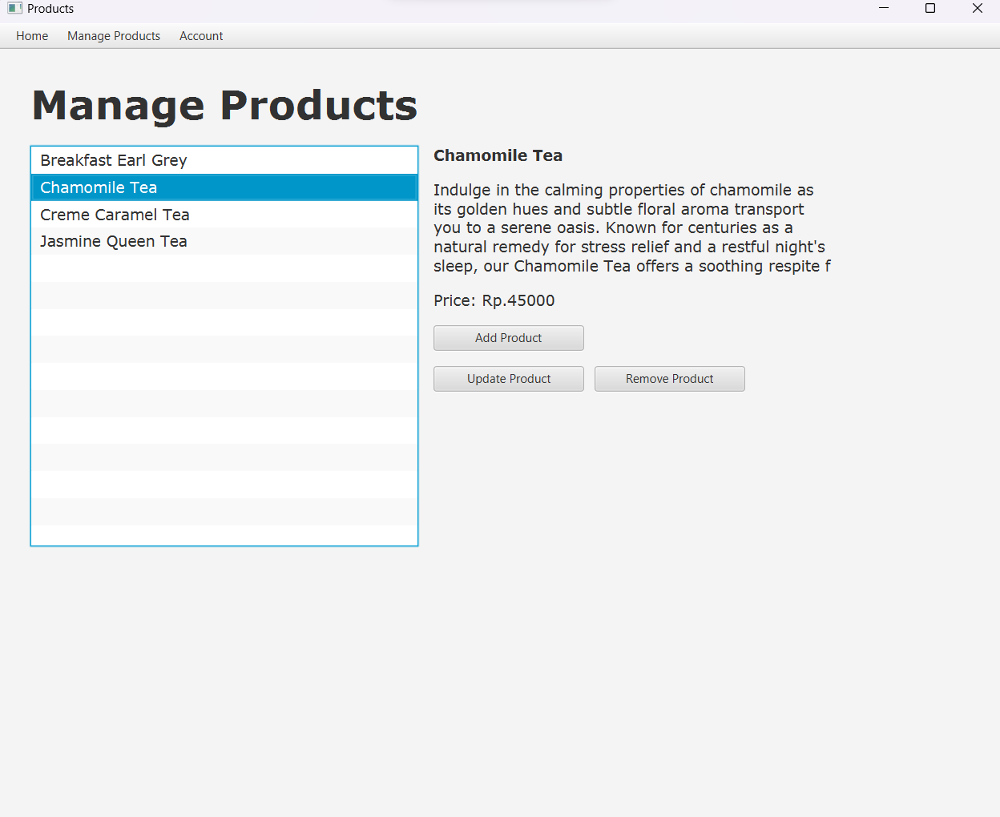 Products
Home Manage Products Account
Manage Products
Breakfast Earl Grey
Chamomile Tea
Creme Caramel Tea
Jasmine Queen Tea
Chamomile Tea
Indulge in the calming properties of chamomile as
its golden hues and subtle floral aroma transport
you to a serene oasis. Known for centuries as a
natural remedy for stress relief and a restful night's
sleep, our Chamomile Tea offers a soothing respite f
Price: Rp.45000
Add Product
Update Product Remove Product